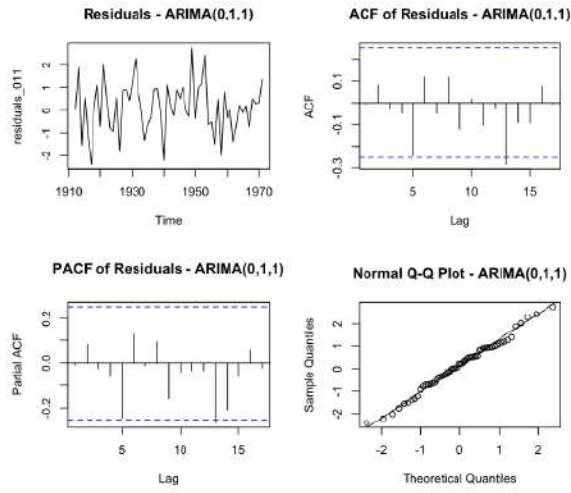 Residuals - ARIMA(0,1,1)
residuals_011
2
1
0
-1
-2
1910
1930
1950
1970
Time
ACF of Residuals - ARIMA(0,1,1)
ACF
0.1
-0.1
-0.3
5
10
15
Lag
PACF of Residuals - ARIMA(0,1,1)
Partial ACF
0.2
0.0
-0.2
5
10
15
Lag
Normal Q-Q Plot - ARIMA(0,1,1)
Sample Quantiles
2
1
0
-1
-2
-2
-1
0
1
2
Theoretical Quantiles